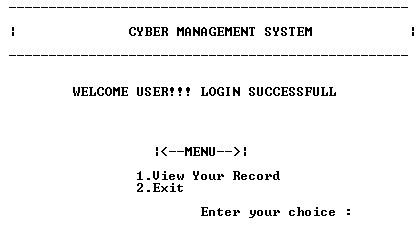 CYBER MANAGEMENT SYSTEM
WELCOME USER!!! LOGIN SUCCESSFULL
¦<--MENU-->¦
1.View Your Record
2.Exit
Enter your choice :